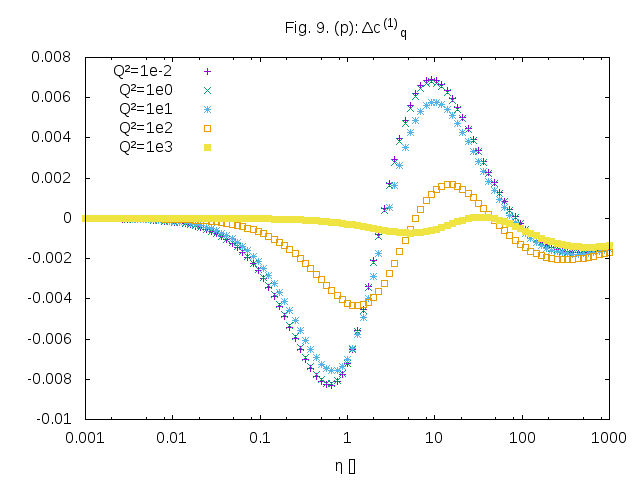 Fig. 9. (p): Δc⁽¹⁾q
0.008
0.006
0.004
0.002
0
-0.002
-0.004
-0.006
-0.008
-0.01
Q²=1e-2
Q²=1e0
Q²=1e1
Q²=1e2
Q²=1e3
0.001 0.01 0.1 1 10 100 1000
η []